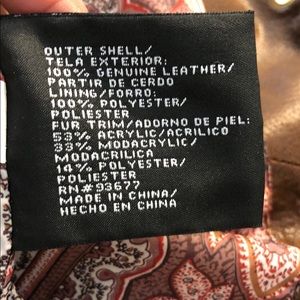 OUTER SHELL/
TELA EXTERIOR:
100% GENUINE LEATHER/
PARTIR DE CERDO
LINING/FORRO:
100% POLYESTER/
POLIESTER
FUR TRIM/ADORNO DE PIEL:
53% ACRYLIC/ACRILICO
33% MODACRYLIC/
MODACRILICA
14% POLYESTER/
POLIESTER
RN#93677
MADE IN CHINA/
HECHO EN CHINA